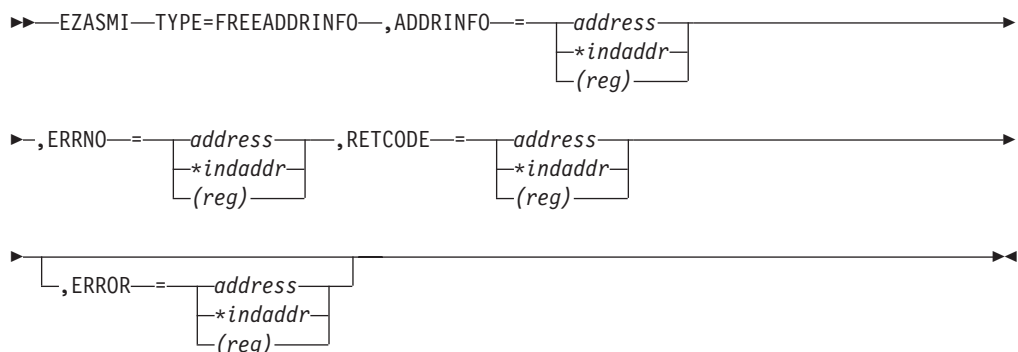 EZASMI TYPE=FREEADDRINFO ,ADDRINFO = address
*indaddr
(reg)
,ERRNO = address ,RETCODE = address
*indaddr *indaddr
(reg) (reg)
,ERROR = address
*indaddr
(reg)